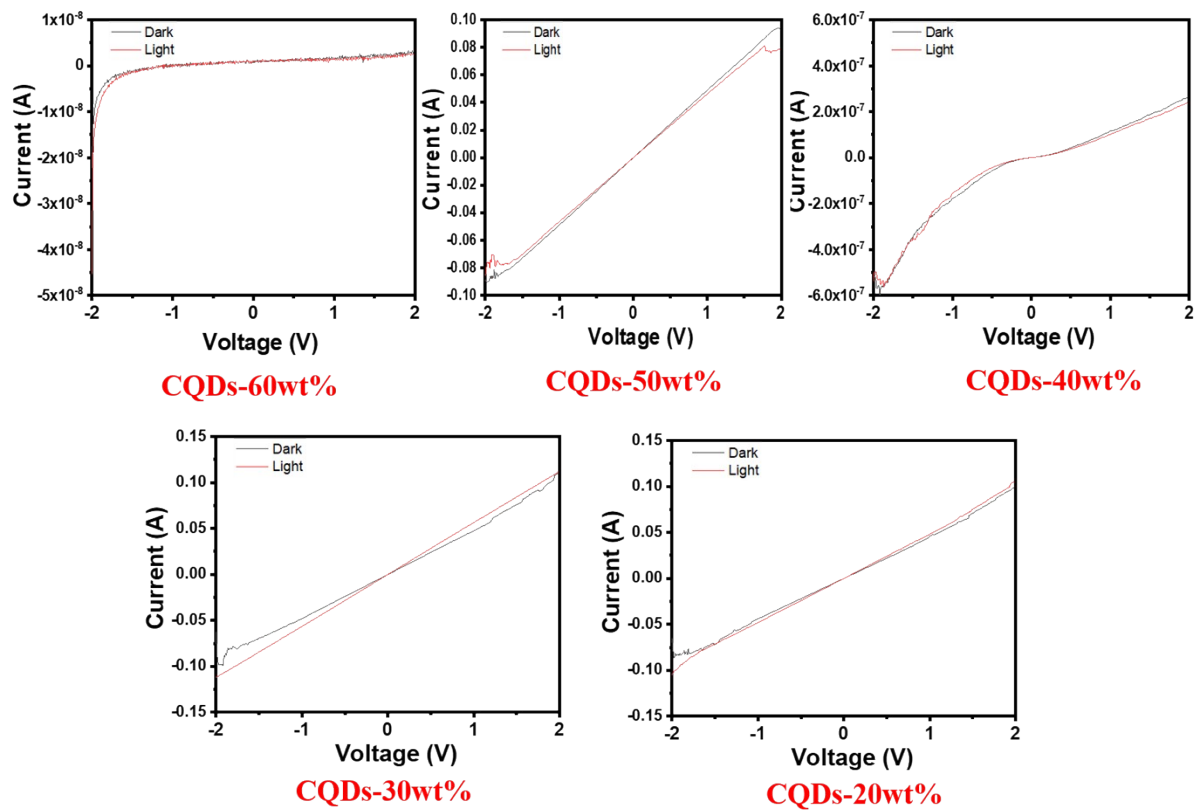 1x10⁻⁸
0
-1x10⁻⁸
-2x10⁻⁸
-3x10⁻⁸
-4x10⁻⁸
-5x10⁻⁸
Current (A)
Dark
Light
-2 -1 0 1 2
Voltage (V)
CQDs-60wt%
0.10
0.08
0.06
0.04
0.02
0.00
-0.02
-0.04
-0.06
-0.08
0.10
Current (A)
Dark
Light
-2 -1 0 1 2
Voltage (V)
CQDs-50wt%
6.0x10⁻⁷
4.0x10⁻⁷
2.0x10⁻⁷
0.0
-2.0x10⁻⁷
-4.0x10⁻⁷
-6.0x10⁻⁷
Current (A)
Dark
Light
-2 -1 0 1 2
Voltage (V)
CQDs-40wt%
0.15
0.10
0.05
0.00
-0.05
-0.10
0.15
Current (A)
Dark
Light
-2 -1 0 1 2
Voltage (V)
CQDs-30wt%
0.15
0.10
0.05
0.00
-0.05
-0.10
0.15
Current (A)
Dark
Light
-2 -1 0 1 2
Voltage (V)
CQDs-20wt%